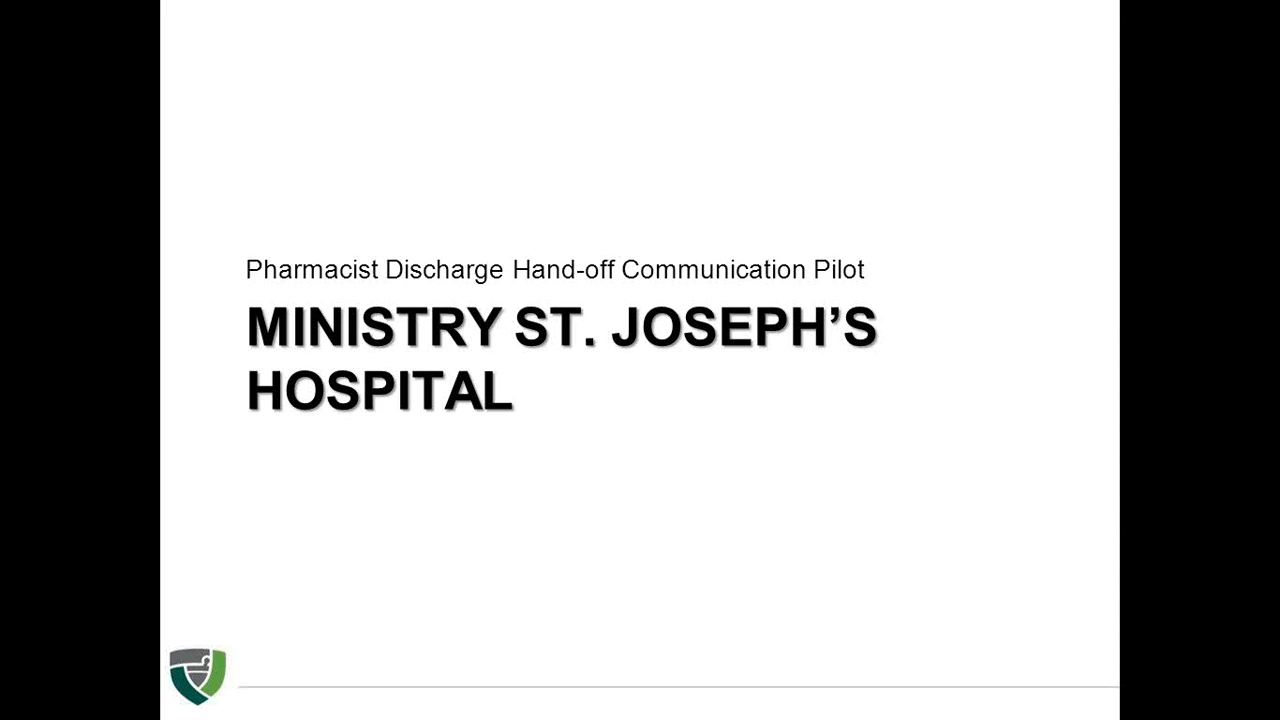 Pharmacist Discharge Hand-off Communication Pilot
MINISTRY ST. JOSEPH’S
HOSPITAL